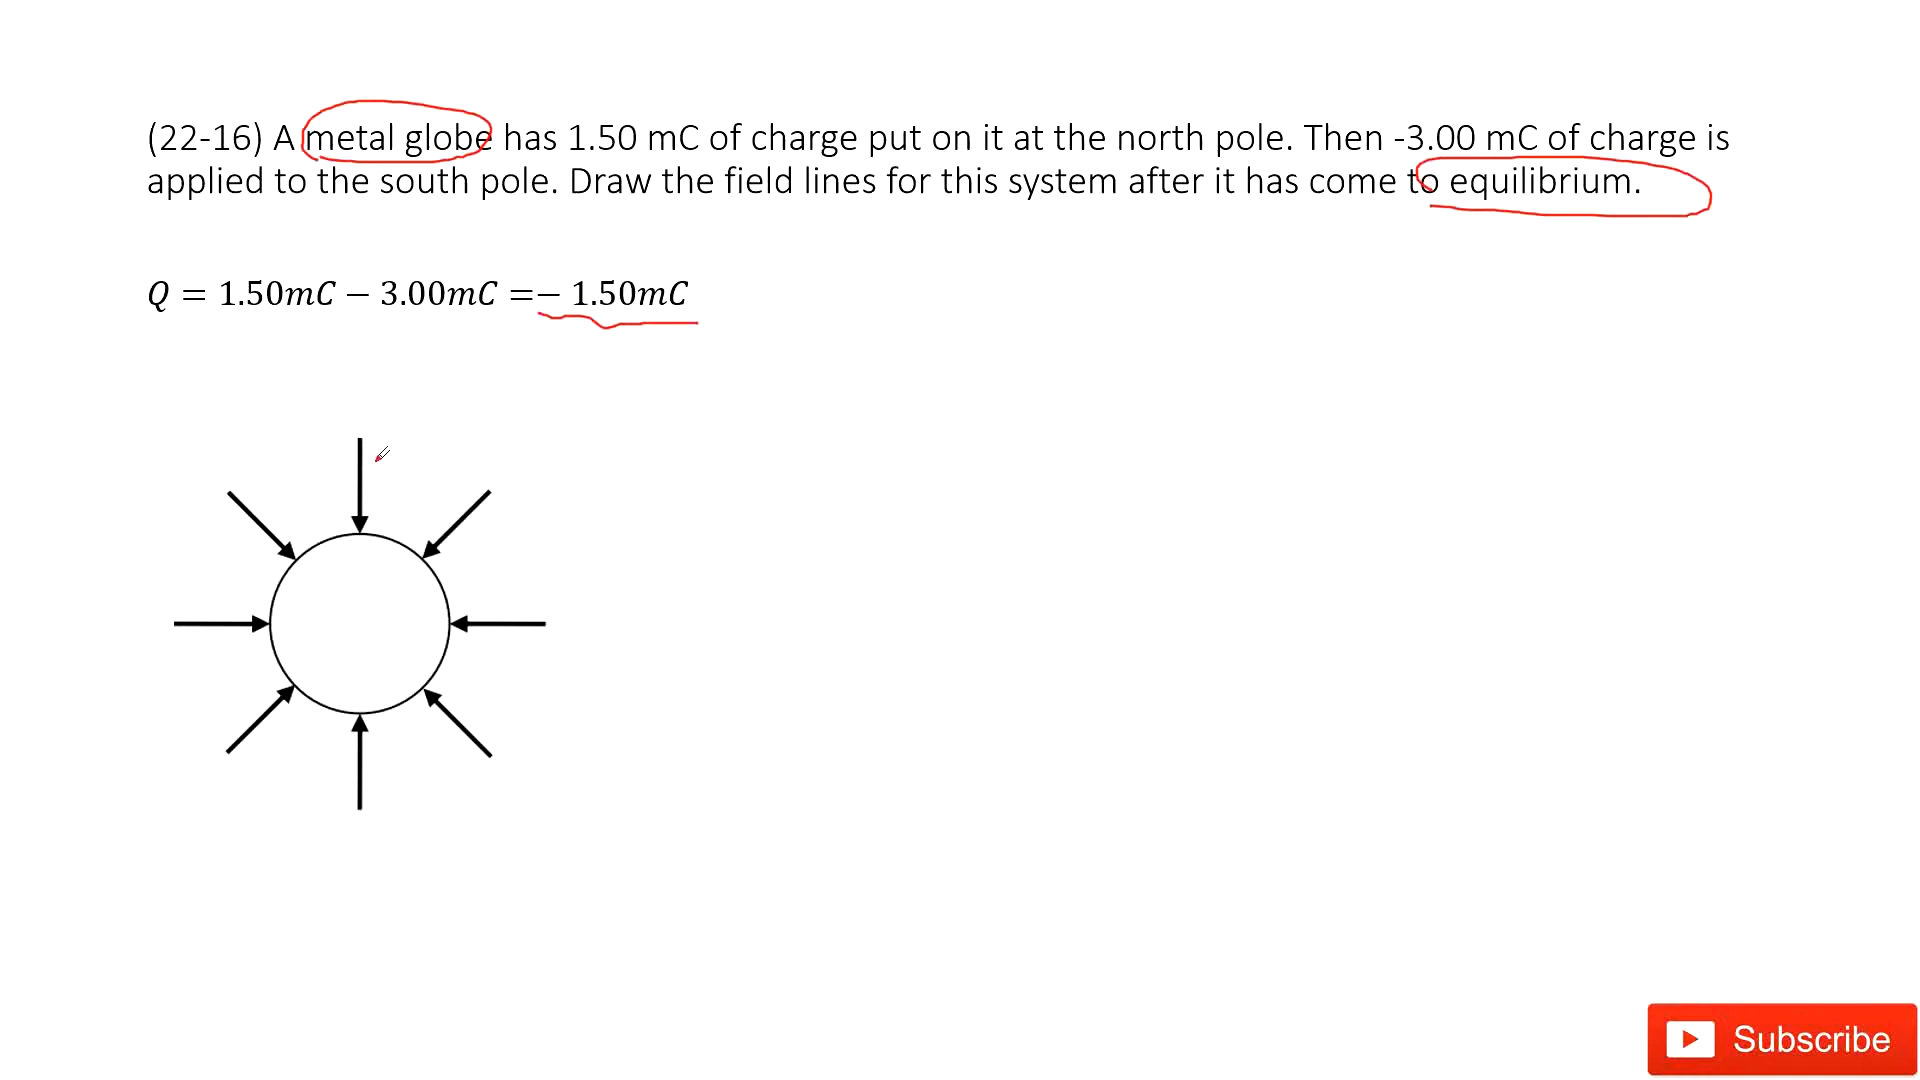 (22-16) A metal globe has 1.50 mC of charge put on it at the north pole. Then -3.00 mC of charge is
applied to the south pole. Draw the field lines for this system after it has come to equilibrium.
Q = 1.50mC − 3.00mC =− 1.50mC
Subscribe